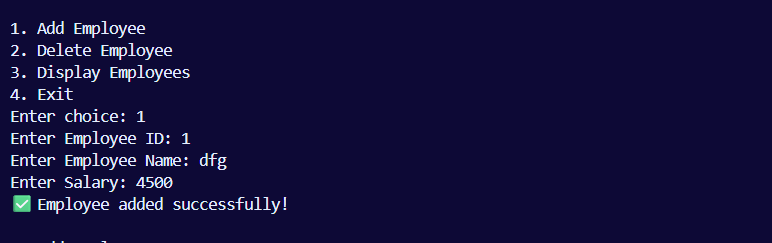 1. Add Employee
2. Delete Employee
3. Display Employees
4. Exit
Enter choice: 1
Enter Employee ID: 1
Enter Employee Name: dfg
Enter Salary: 4500
✅ Employee added successfully!